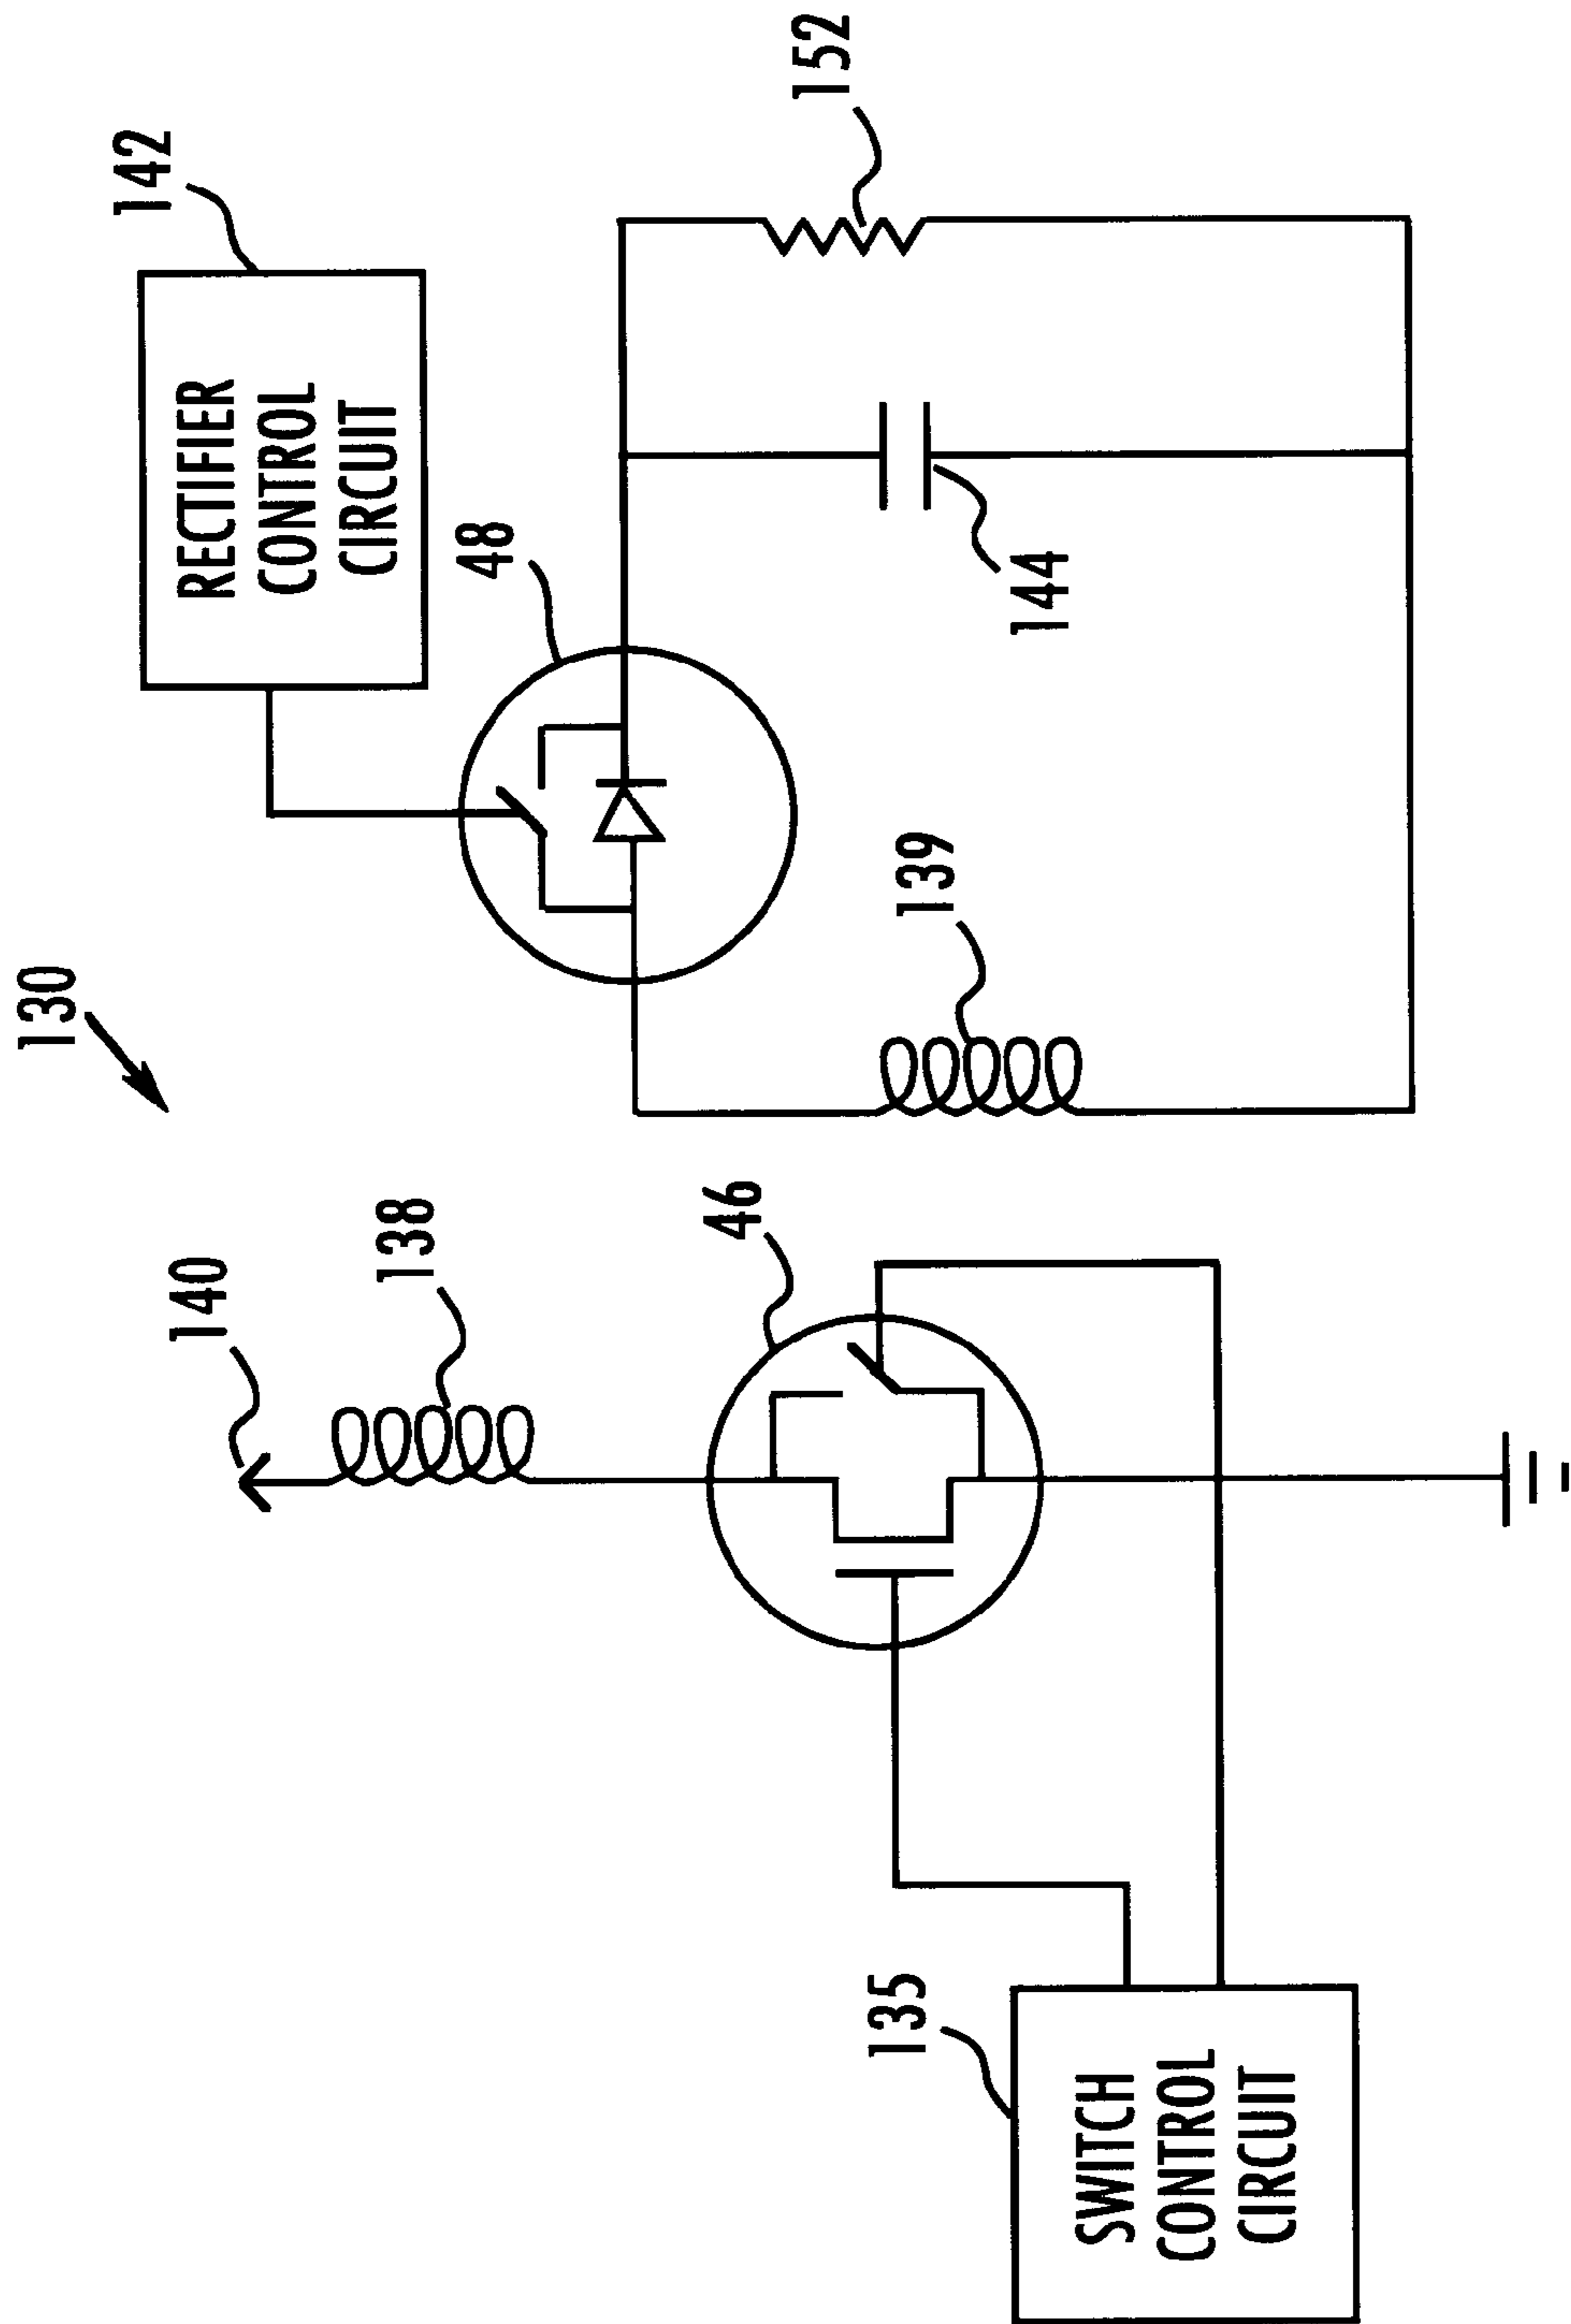 130
142
RECTIFIER
CONTROL
CIRCUIT
140
138
48
152
46
139
144
135
SWITCH
CONTROL
CIRCUIT